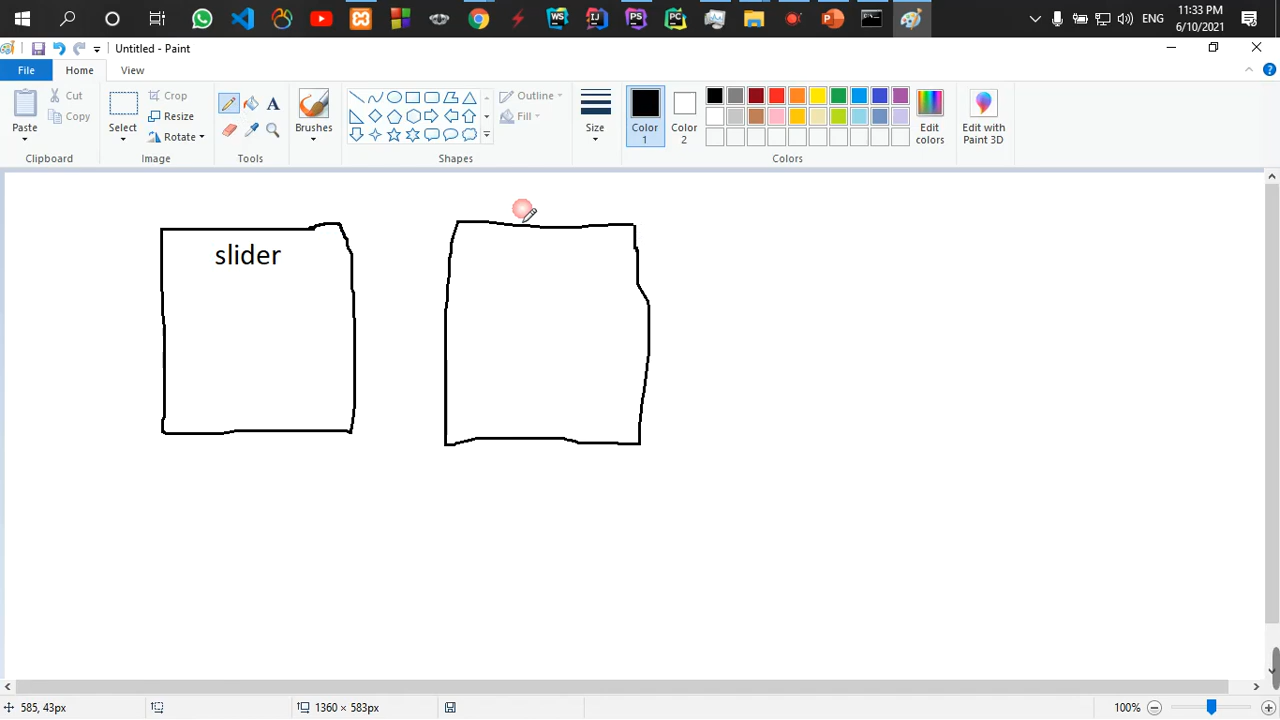 ENG
11:33 PM
6/10/2021
Untitled - Paint
File
Home
View
Paste
Cut
Copy
Clipboard
Select
Crop
Resize
Rotate
Image
A
Tools
Brushes
Outline
Fill
Shapes
Size
Color
1
Color
2
Edit
colors
Colors
Edit with
Paint 3D
slider
585, 43px
1360 × 583px
100%